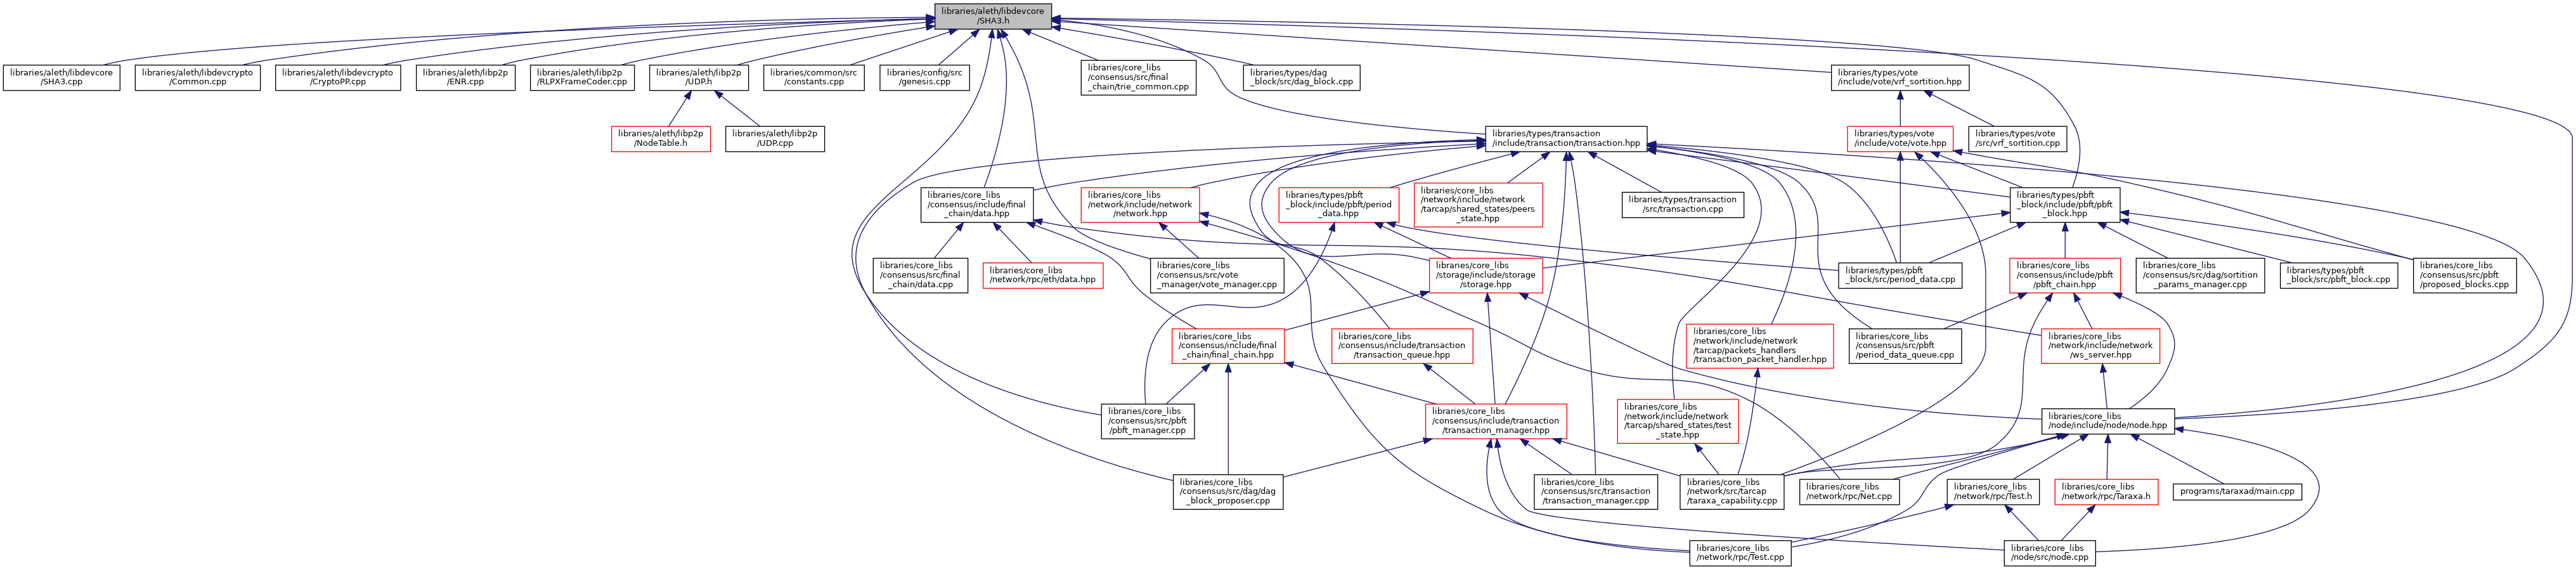 libraries/aleth/libdevcore
/SHA3.h
libraries/aleth/libdevcore
/SHA3.cpp
libraries/aleth/libdevcrypto
/Common.cpp
libraries/aleth/libdevcrypto
/CryptoPP.cpp
libraries/aleth/libp2p
/ENR.cpp
libraries/aleth/libp2p
/RLPXFrameCoder.cpp
libraries/aleth/libp2p
/UDP.h
libraries/common/src
/constants.cpp
libraries/config/src
/genesis.cpp
libraries/core_libs
/consensus/src/final
_chain/trie_common.cpp
libraries/types/dag
_block/src/dag_block.cpp
libraries/types/vote
/include/vote/vrf_sortition.hpp
libraries/aleth/libp2p
/NodeTable.h
libraries/aleth/libp2p
/UDP.cpp
libraries/types/transaction
/include/transaction/transaction.hpp
libraries/types/vote
/include/vote/vote.hpp
libraries/types/vote
/src/vrf_sortition.cpp
libraries/core_libs
/consensus/include/final
_chain/data.hpp
libraries/core_libs
/network/include/network
/network.hpp
libraries/types/pbft
_block/include/pbft/period
_data.hpp
libraries/core_libs
/network/include/network
/tarcap/shared_states/peers
_state.hpp
libraries/types/transaction
/src/transaction.cpp
libraries/types/pbft
_block/include/pbft/pbft
_block.hpp
libraries/core_libs
/consensus/src/final
_chain/data.cpp
libraries/core_libs
/network/rpc/eth/data.hpp
libraries/core_libs
/consensus/src/vote
_manager/vote_manager.cpp
libraries/core_libs
/storage/include/storage
/storage.hpp
libraries/types/pbft
_block/src/period_data.cpp
libraries/core_libs
/consensus/include/pbft
/pbft_chain.hpp
libraries/core_libs
/consensus/src/dag/sortition
_params_manager.cpp
libraries/types/pbft
_block/src/pbft_block.cpp
libraries/core_libs
/consensus/src/pbft
/proposed_blocks.cpp
libraries/core_libs
/consensus/include/final
_chain/final_chain.hpp
libraries/core_libs
/consensus/include/transaction
/transaction_queue.hpp
libraries/core_libs
/network/include/network
/tarcap/packets_handlers
/transaction_packet_handler.hpp
libraries/core_libs
/consensus/src/pbft
/period_data_queue.cpp
libraries/core_libs
/network/include/network
/ws_server.hpp
libraries/core_libs
/consensus/src/pbft
/pbft_manager.cpp
libraries/core_libs
/consensus/include/transaction
/transaction_manager.hpp
libraries/core_libs
/network/include/network
/tarcap/shared_states/test
_state.hpp
libraries/core_libs
/node/include/node/node.hpp
libraries/core_libs
/consensus/src/dag/dag
_block_proposer.cpp
libraries/core_libs
/consensus/src/transaction
/transaction_manager.cpp
libraries/core_libs
/network/src/tarcap
/taraxa_capability.cpp
libraries/core_libs
/network/rpc/Net.cpp
libraries/core_libs
/network/rpc/Test.h
libraries/core_libs
/network/rpc/Taraxa.h
programs/taraxad/main.cpp
libraries/core_libs
/network/rpc/Test.cpp
libraries/core_libs
/node/src/node.cpp